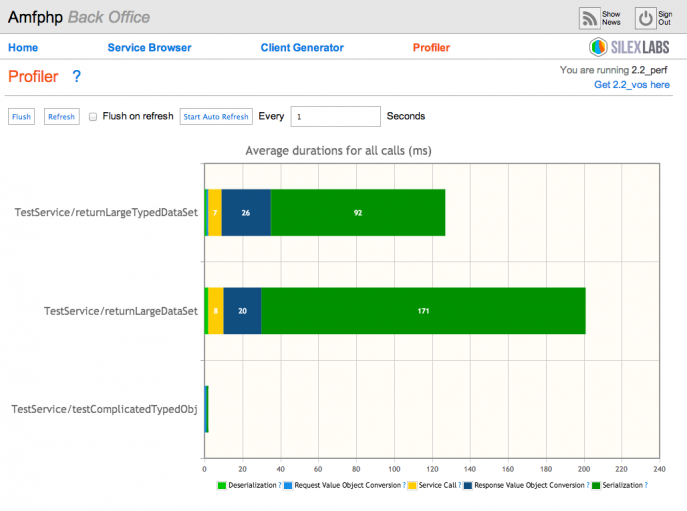 Amfphp Back Office
Show News
Sign Out
Home Service Browser Client Generator Profiler
SILEX LABS
Profiler ?
You are running 2.2_perf
Get 2.2_vos here
Flush Refresh Flush on refresh Start Auto Refresh Every 1 Seconds
Average durations for all calls (ms)
TestService/returnLargeTypedDataSet 7 26 92
TestService/returnLargeDataSet 8 20 171
TestService/testComplicatedTypedObj
0 20 40 60 80 100 120 140 160 180 200 220 240
Deserialization ? Request Value Object Conversion ? Service Call ? Response Value Object Conversion ? Serialization ?